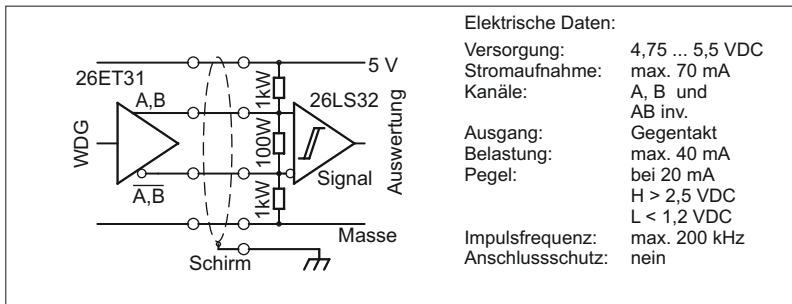 26ET31
A,B
A,B
WDG
1kW
100W
1kW
5 V
26LS32
Signal
Masse
Auswertung
Schirm
Elektrische Daten:
Versorgung: 4,75 ... 5,5 VDC
Stromaufnahme: max. 70 mA
Kanäle: A, B und
AB inv.
Ausgang: Gegentakt
Belastung: max. 40 mA
Pegel: bei 20 mA
H > 2,5 VDC
L < 1,2 VDC
Impulsfrequenz: max. 200 kHz
Anschlussschutz: nein